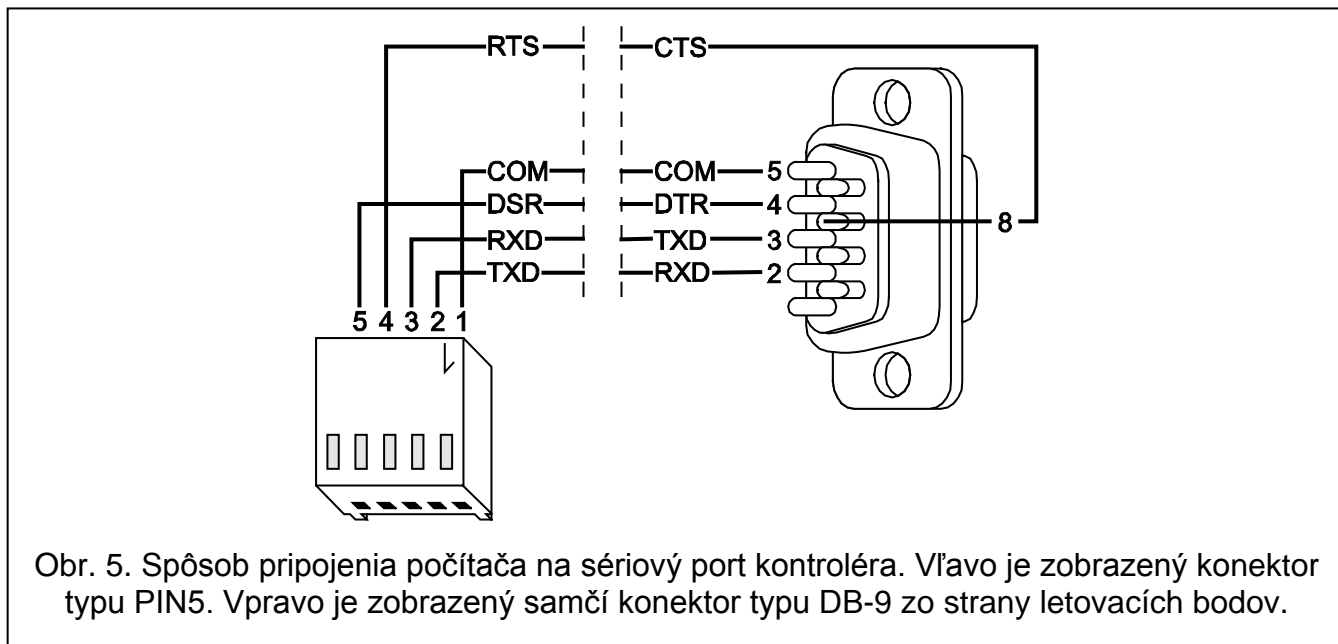 RTS CTS
COM COM 5
DSR DTR 4
8
RXD TXD 3
TXD RXD 2
5 4 3 2 1
Obr. 5. Spôsob pripojenia počítača na sériový port kontroléra. Vľavo je zobrazený konektor
typu PIN5. Vpravo je zobrazený samčí konektor typu DB-9 zo strany letovacích bodov.